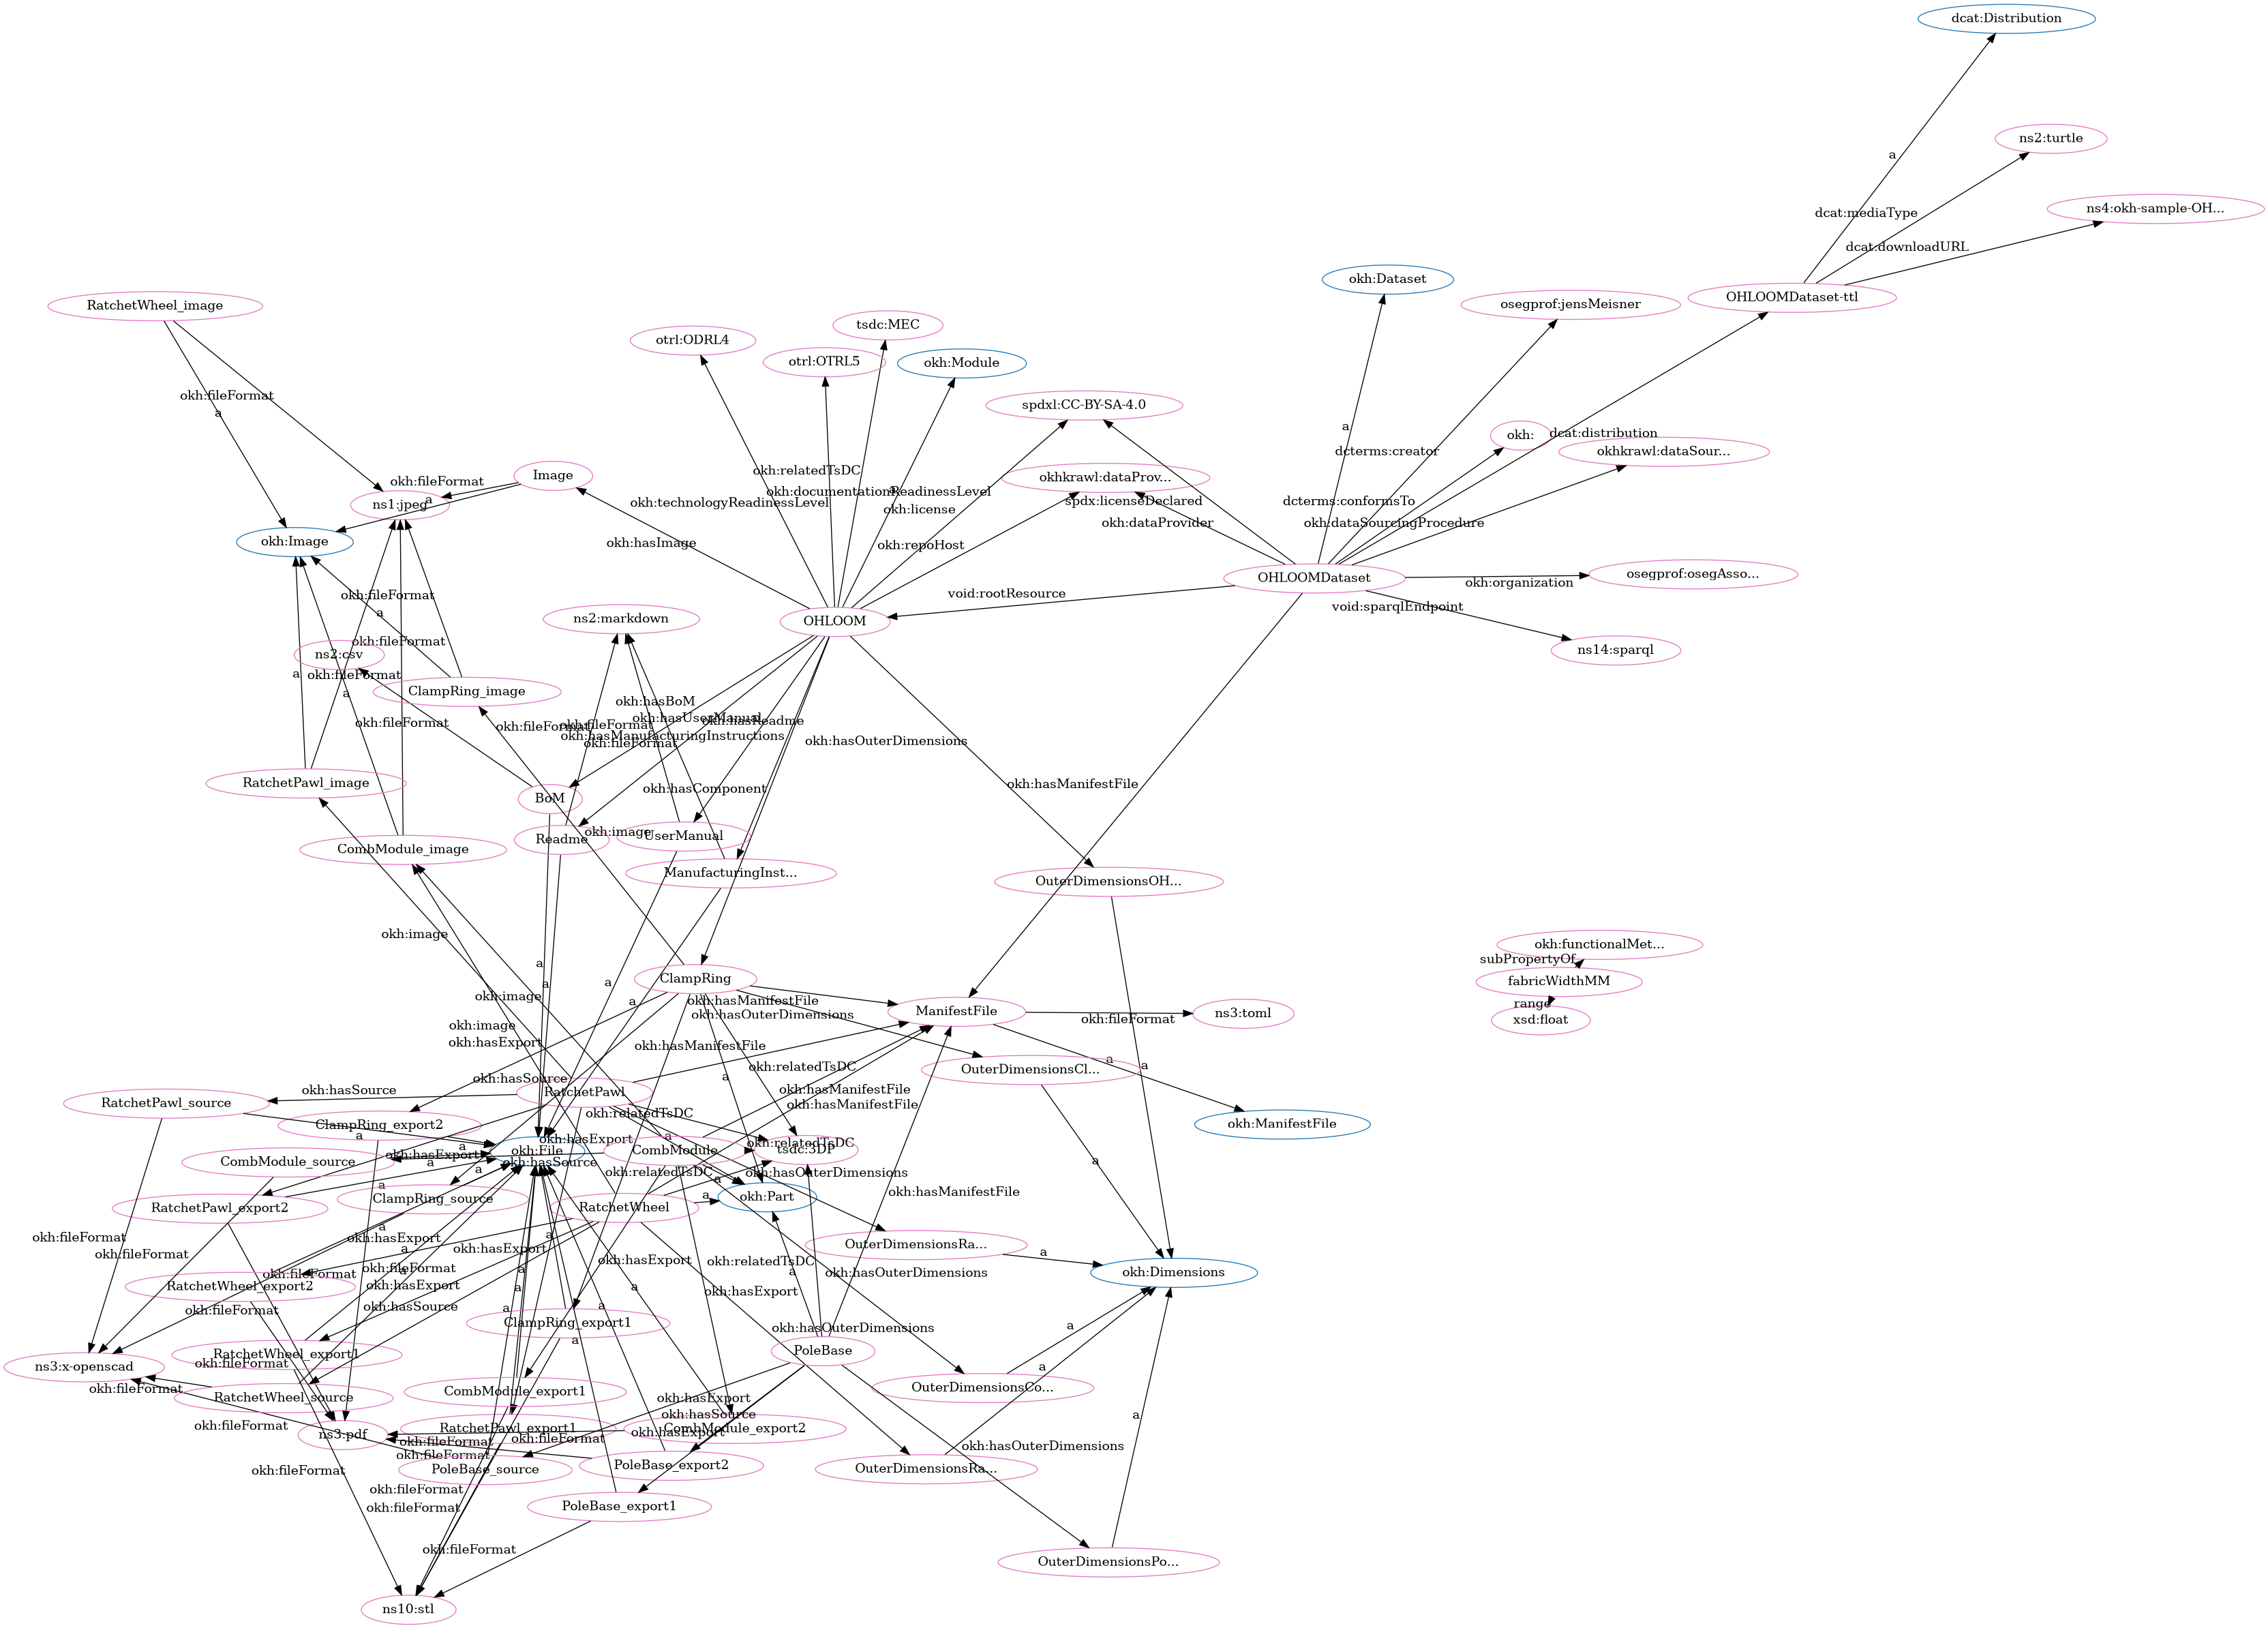 dcat:Distribution
ns2:turtle
a
ns4:okh-sample-OH...
dcat:mediaType
dcat:downloadURL
okh:Dataset
osegprof:jensMeisner
OHLOOMDataset-ttl
RatchetWheel_image
tsdc:MEC
otrl:ODRL4
otrl:OTRL5
okh:Module
okh:fileFormat
a
spdxl:CC-BY-SA-4.0
a
okh:
dcat:distribution
dcterms:creator
okhkrawl:dataSour...
Image
okh:relatedTsDC
okhkrawl:dataProv...
okh:fileFormat
a
okh:documentationReadinessLevel
a
okh:technologyReadinessLevel
spdx:licenseDeclared
dcterms:conformsTo
ns1:jpeg
okh:license
okh:dataProvider
okh:dataSourcingProcedure
okh:Image
okh:hasImage
okh:repoHost
OHLOOMDataset
osegprof:osegAsso...
okh:organization
okh:fileFormat
void:rootResource
void:sparqlEndpoint
a
ns2:markdown
OHLOOM
okh:fileFormat
ns2:csv
ns14:sparql
a
okh:fileFormat
a
ClampRing_image
okh:hasBoM
okh:fileFormat
okh:fileFormat
okh:fileFormat
okh:hasUserManual
okh:hasReadme
okh:hasManufacturingInstructions
okh:fileFormat
okh:hasOuterDimensions
RatchetPawl_image
okh:hasComponent
okh:hasManifestFile
BoM
okh:image
Readme
UserManual
CombModule_image
ManufacturingInst...
OuterDimensionsOH...
okh:image
okh:functionalMet...
subPropertyOf
a
ClampRing
fabricWidthMM
a
a
okh:image
a
okh:hasManifestFile
range
okh:hasOuterDimensions
ManifestFile
ns3:toml
okh:fileFormat
xsd:float
okh:image
okh:hasExport
okh:hasManifestFile
a
a
okh:relatedTsDC
OuterDimensionsCl...
okh:hasSource
okh:hasSource
a
RatchetPawl
okh:hasManifestFile
okh:hasManifestFile
RatchetPawl_source
okh:relatedTsDC
okh:ManifestFile
ClampRing_export2
a
okh:hasExport
a
okh:relatedTsDC
a
okh:File
CombModule
tsdc:3DP
okh:hasExport
CombModule_source
a
okh:hasSource
a
a
okh:relatedTsDC
okh:hasOuterDimensions
a
a
ClampRing_source
a
okh:Part
okh:hasManifestFile
RatchetPawl_export2
RatchetWheel
a
okh:fileFormat
okh:hasExport
a
OuterDimensionsRa...
okh:fileFormat
a
okh:hasExport
a
okh:hasExport
okh:relatedTsDC
okh:fileFormat
okh:fileFormat
a
a
a
okh:hasOuterDimensions
okh:Dimensions
RatchetWheel_export2
okh:hasExport
a
a
okh:hasExport
okh:fileFormat
okh:hasSource
a
a
ClampRing_export1
okh:hasOuterDimensions
a
a
RatchetWheel_export1
PoleBase
ns3:x-openscad
okh:fileFormat
a
okh:fileFormat
RatchetWheel_source
CombModule_export1
okh:hasExport
OuterDimensionsCo...
okh:hasSource
a
okh:fileFormat
RatchetPawl_export1
CombModule_export2
okh:hasExport
ns3:pdf
okh:fileFormat
okh:fileFormat
okh:fileFormat
okh:hasOuterDimensions
okh:fileFormat
PoleBase_source
PoleBase_export2
OuterDimensionsRa...
okh:fileFormat
okh:fileFormat
PoleBase_export1
okh:fileFormat
OuterDimensionsPo...
ns10:stl